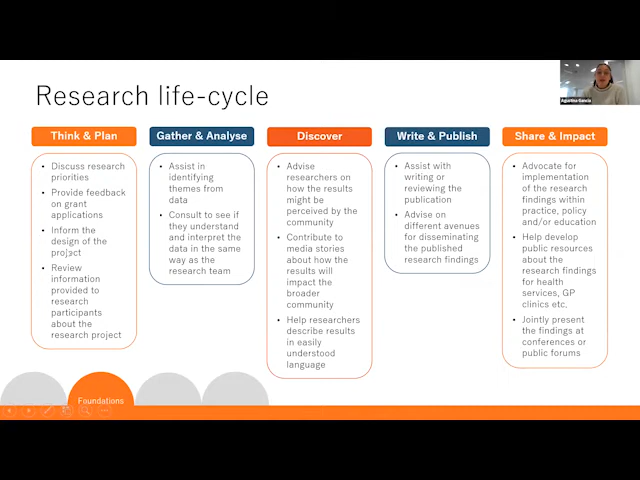 Research life-cycle
Agustina Garcia
Think & Plan
Discuss research
priorities
Provide feedback
on grant
applications
Inform the
design of the
project
Review
information
provided to
research
participants
about the
research project
Gather & Analyse
Assist in
identifying
themes from
data
Consult to see if
they understand
and interpret the
data in the same
way as the
research team
Discover
Advise
researchers on
how the results
might be
perceived by the
community
Contribute to
media stories
about how the
results will
impact the
broader
community
Help researchers
describe results
in easily
understood
language
Write & Publish
Assist with
writing or
reviewing the
publication
Advise on
different avenues
for disseminating
the published
research findings
Share & Impact
Advocate for
implementation
of the research
findings within
practice, policy
and/or education
Help develop
public resources
about the
research findings
for health
services, GP
clinics etc.
Jointly present
the findings at
conferences or
public forums
Foundations